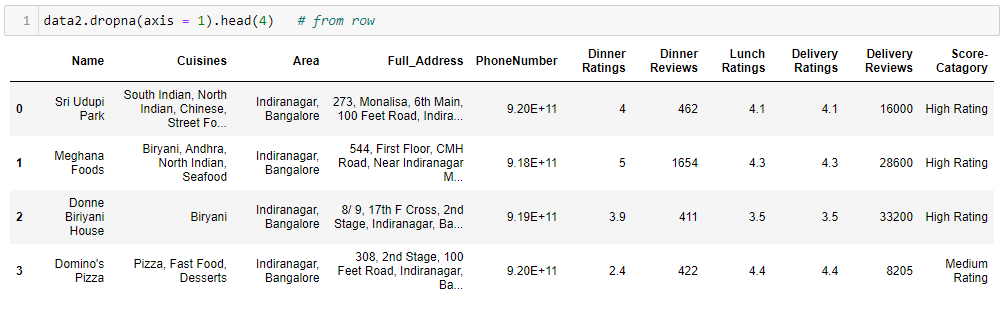 1 data2.dropna(axis = 1).head(4) # from row
Name Cuisines Area Full_Address PhoneNumber Dinner Ratings Dinner Reviews Lunch Ratings Delivery Ratings Delivery Reviews Score-Catagory
0 Sri Udupi Park South Indian, North Indian, Chinese, Street Fo... Indiranagar, Bangalore 273, Monalisa, 6th Main, 100 Feet Road, Indira... 9.20E+11 4 462 4.1 4.1 16000 High Rating
1 Meghana Foods Biryani, Andhra, North Indian, Seafood Indiranagar, Bangalore 544, First Floor, CMH Road, Near Indiranagar M... 9.18E+11 5 1654 4.3 4.3 28600 High Rating
2 Donne Biriyani House Biryani Indiranagar, Bangalore 8/ 9, 17th F Cross, 2nd Stage, Indiranagar, Ba... 9.19E+11 3.9 411 3.5 3.5 33200 High Rating
3 Domino's Pizza Pizza, Fast Food, Desserts Indiranagar, Bangalore 308, 2nd Stage, 100 Feet Road, Indiranagar, Ba... 9.20E+11 2.4 422 4.4 4.4 8205 Medium Rating